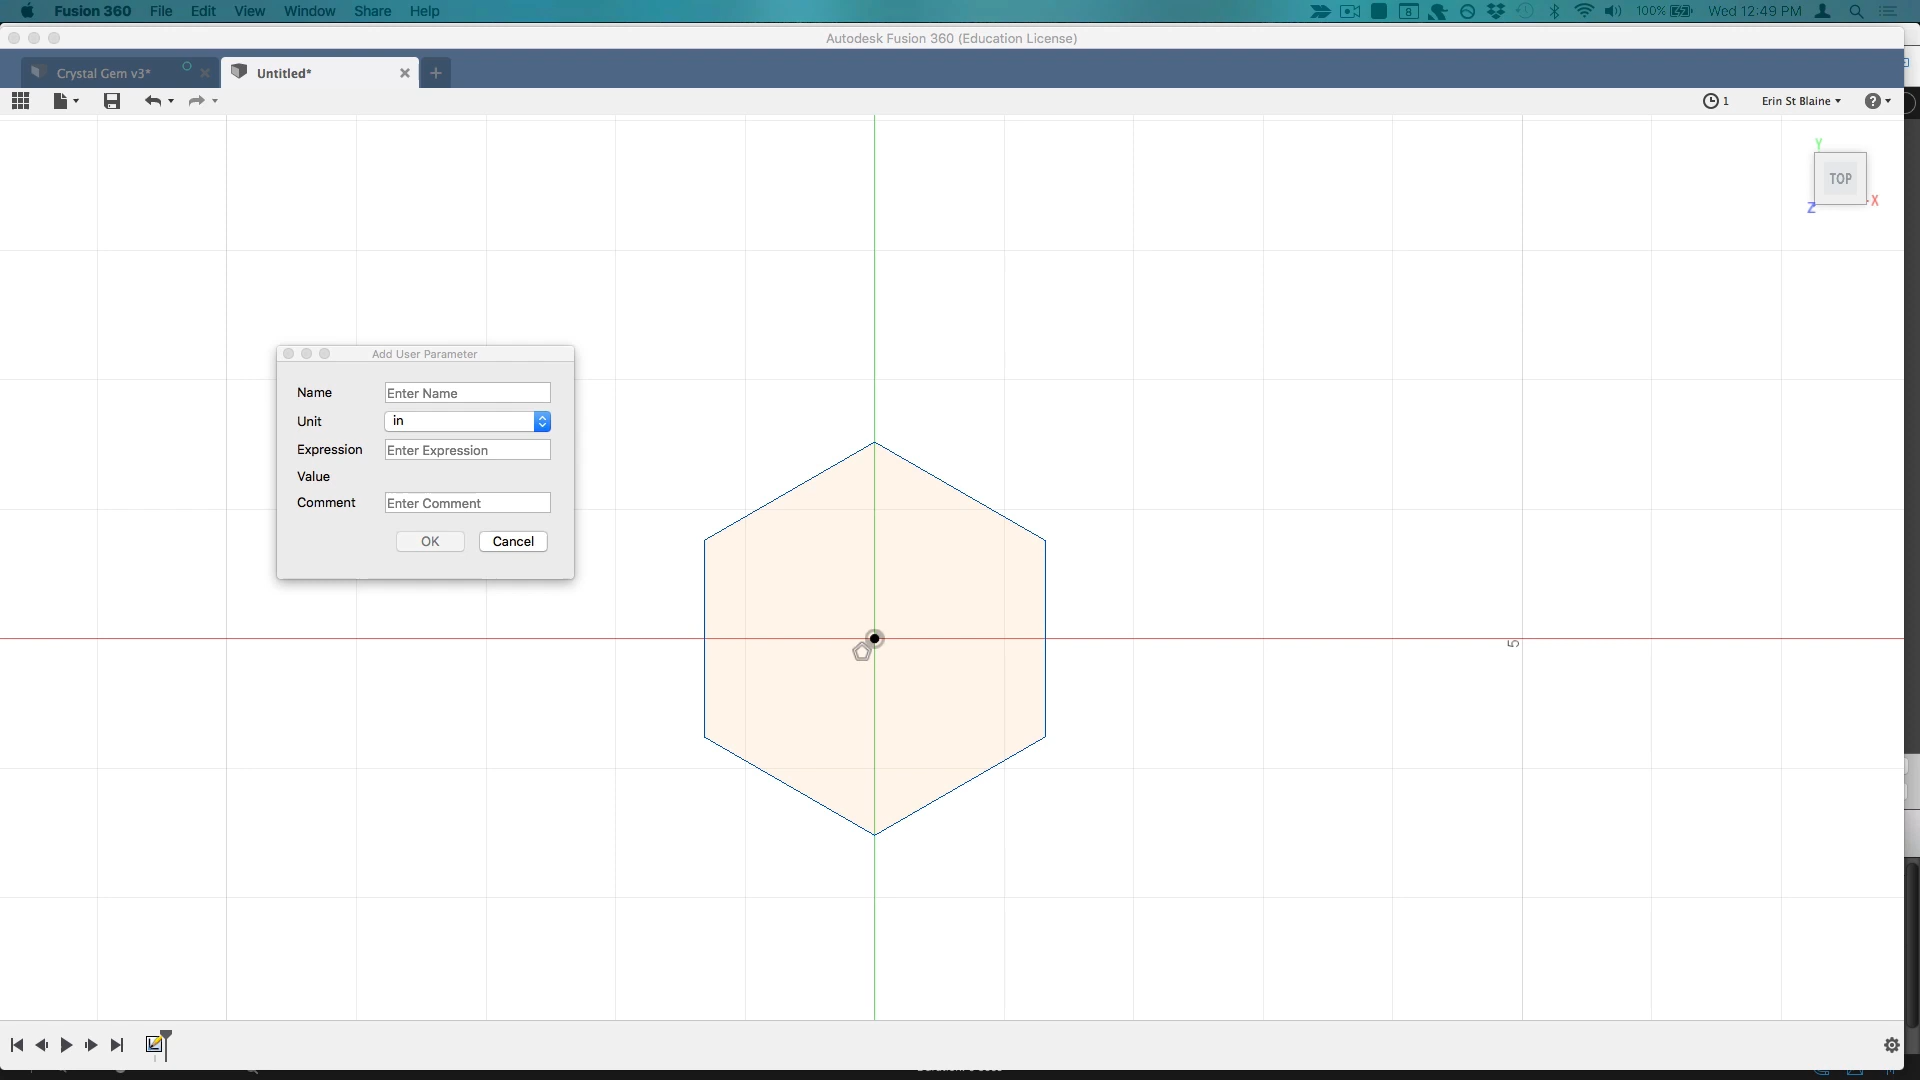 Fusion 360 File Edit View Window Share Help 8 100% Wed 12:49 PM
Autodesk Fusion 360 (Education License)
Crystal Gem v3* Untitled*
1 Erin St Blaine
Y
TOP
X
Z
Add User Parameter
Name Enter Name
Unit in
Expression Enter Expression
Value
Comment Enter Comment
OK Cancel
5